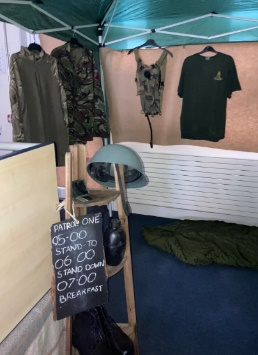 PATROL ONE
05:00
STAND-TO
06:00
STAND DOWN
07:00
BREAKFAST